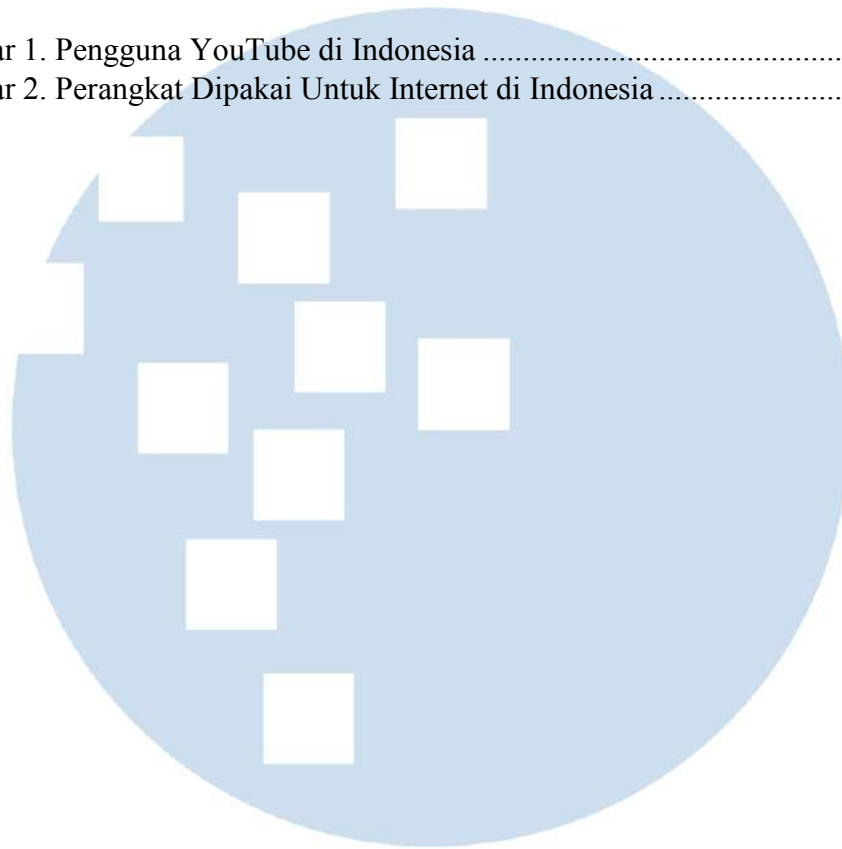 ar 1. Pengguna YouTube di Indonesia ..............................................
ar 2. Perangkat Dipakai Untuk Internet di Indonesia .......................